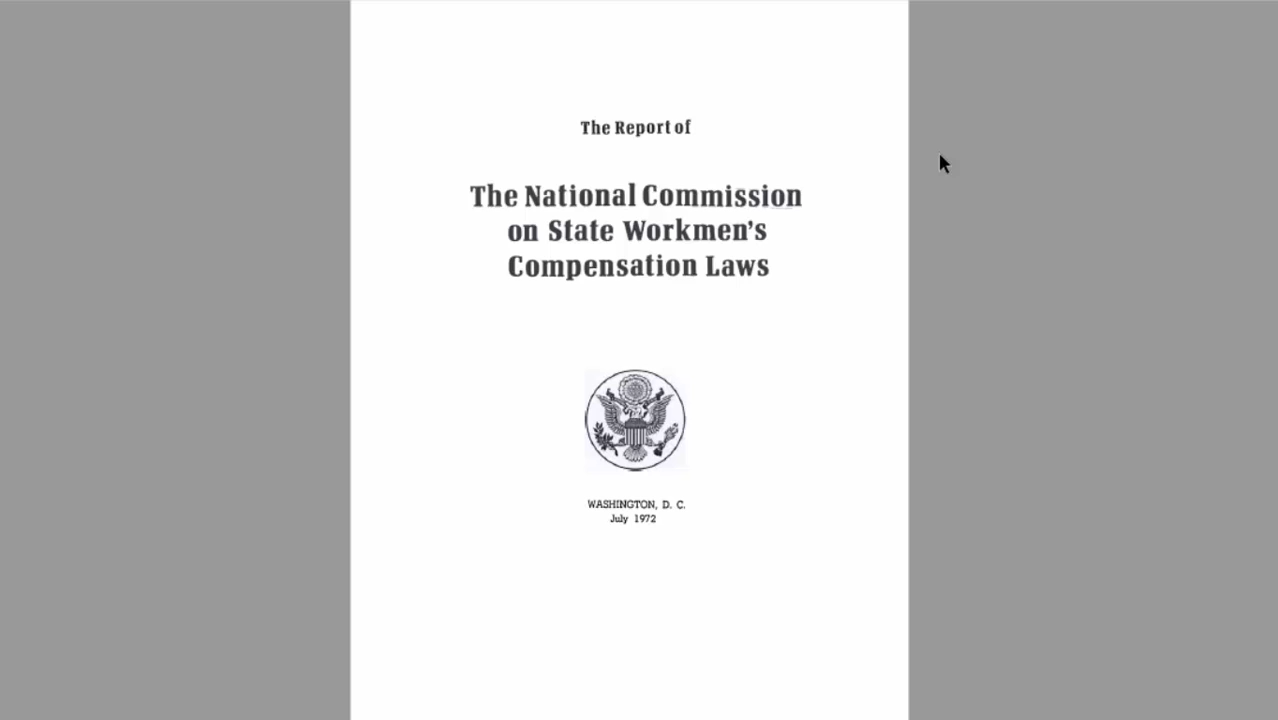 The Report of
The National Commission
on State Workmen's
Compensation Laws
WASHINGTON, D. C.
July 1972